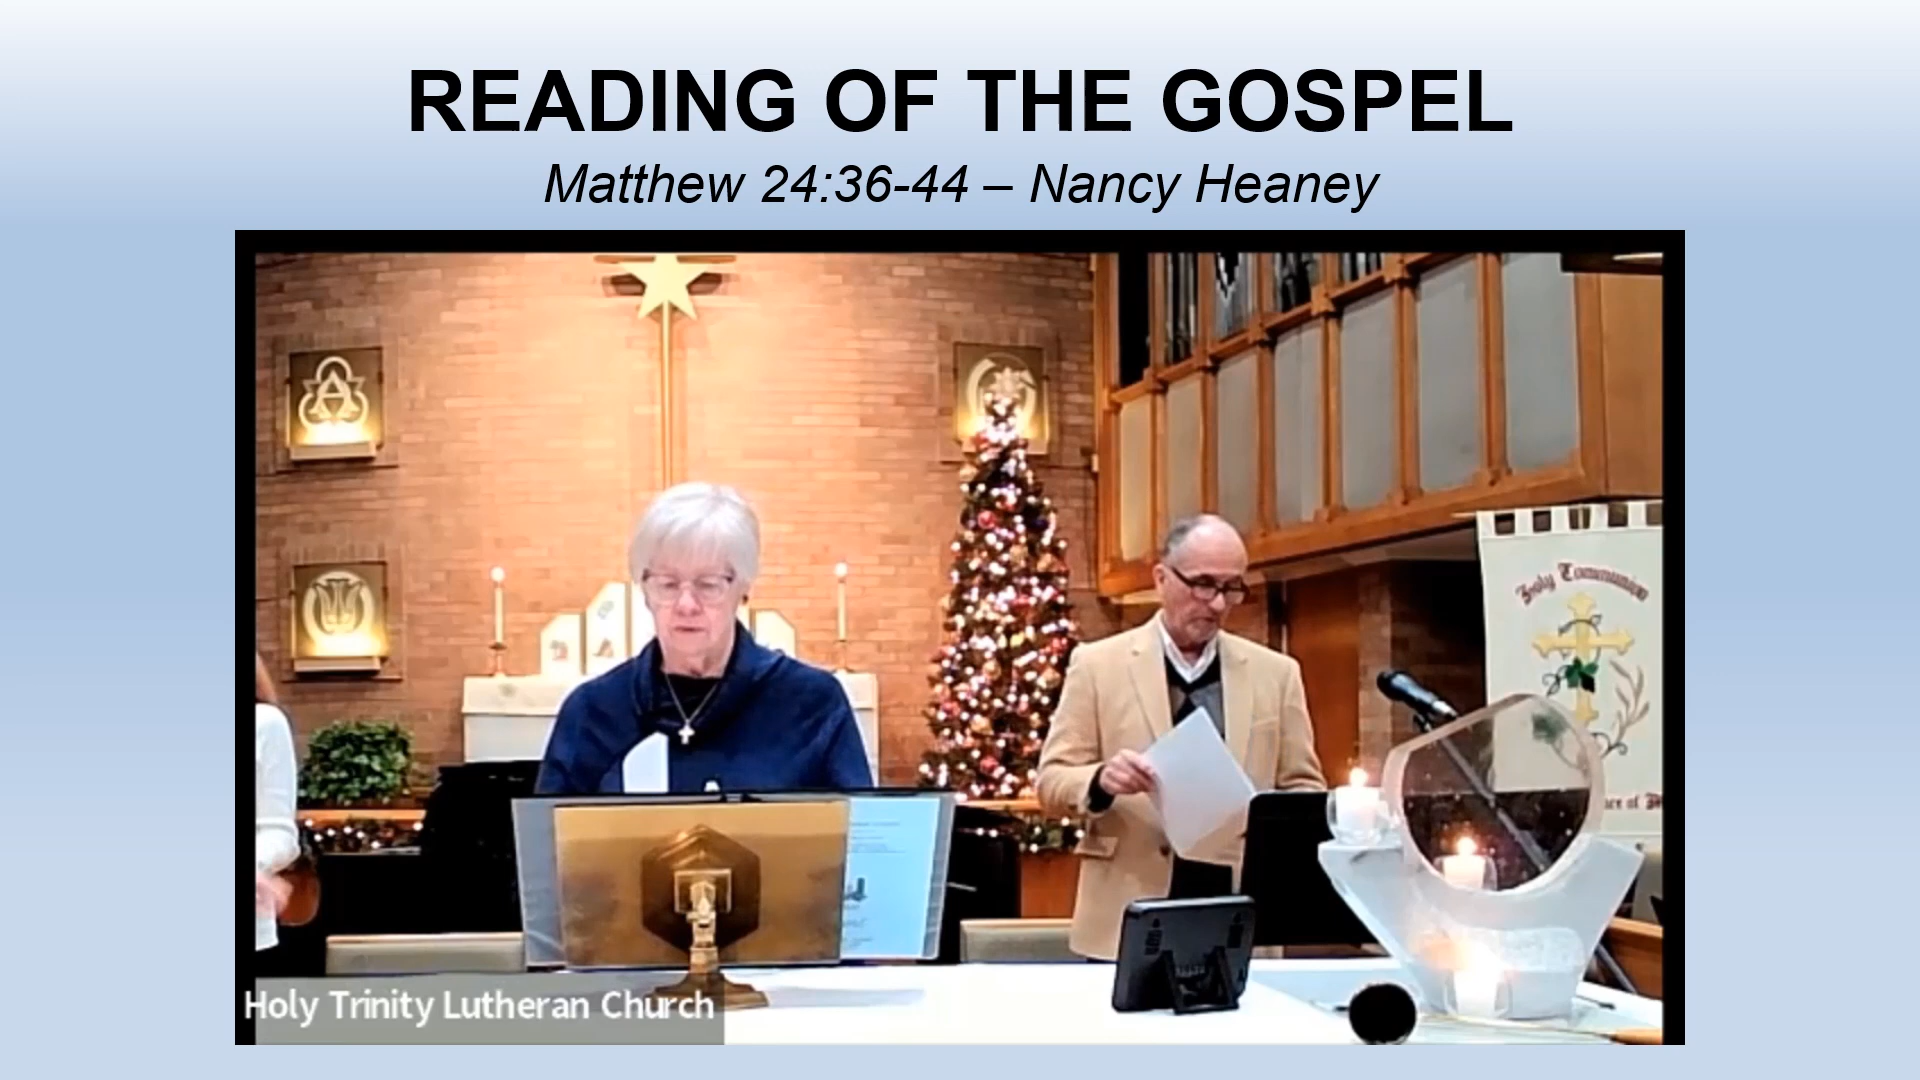 READING OF THE GOSPEL
Matthew 24:36-44 – Nancy Heaney
Holy Communion
Holy Trinity Lutheran Church